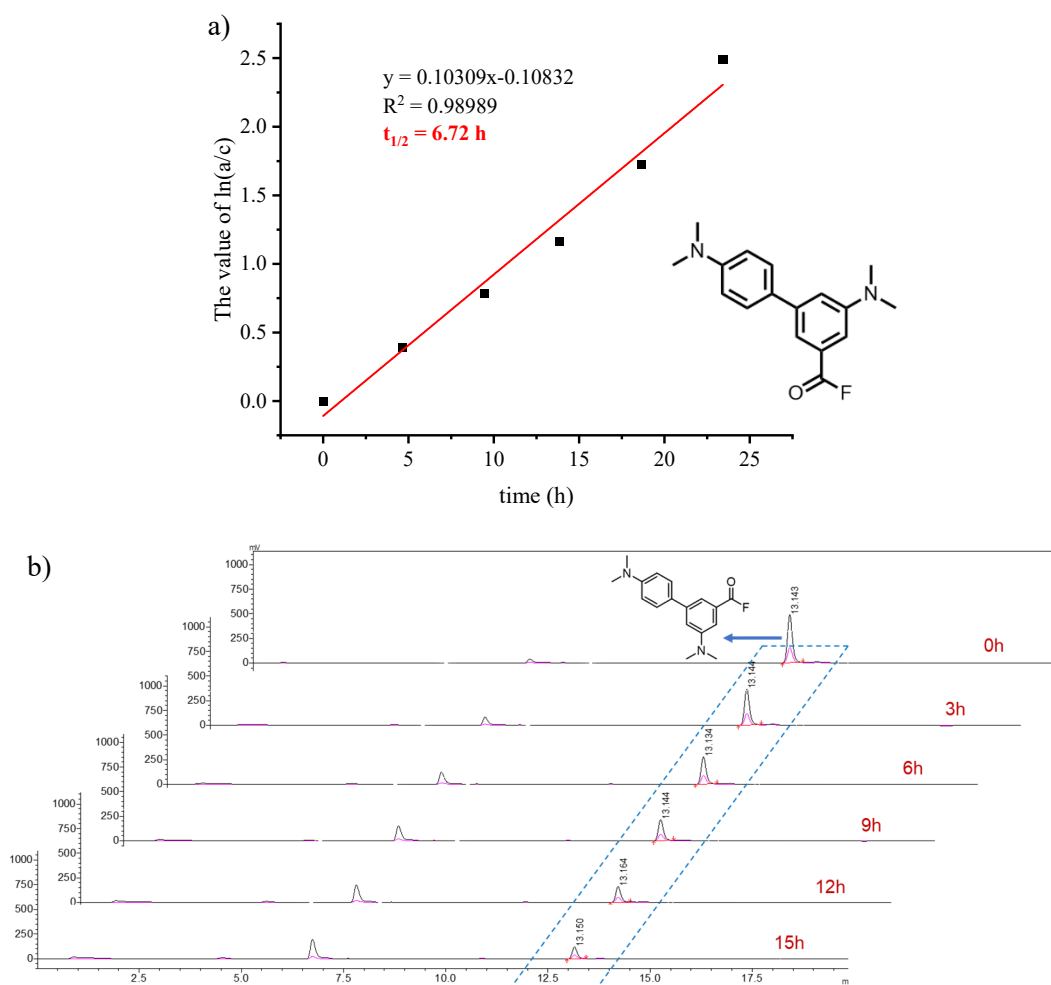 a)
y = 0.10309x-0.10832
R² = 0.98989
t1/2 = 6.72 h
The value of ln(a/c)
2.5
2.0
1.5
1.0
0.5
0.0
0 5 10 15 20 25
time (h)
N
N
O
F
b)
mV
1000
750
500
250
0
N
O
F
N
13.143
0h
1000
750
500
250
0
13.144
3h
1000
750
500
250
0
13.134
6h
1000
750
500
250
0
13.144
9h
1000
750
500
250
0
13.164
12h
1000
750
500
250
0
13.150
15h
2.5 5.0 7.5 10.0 12.5 15.0 17.5 m